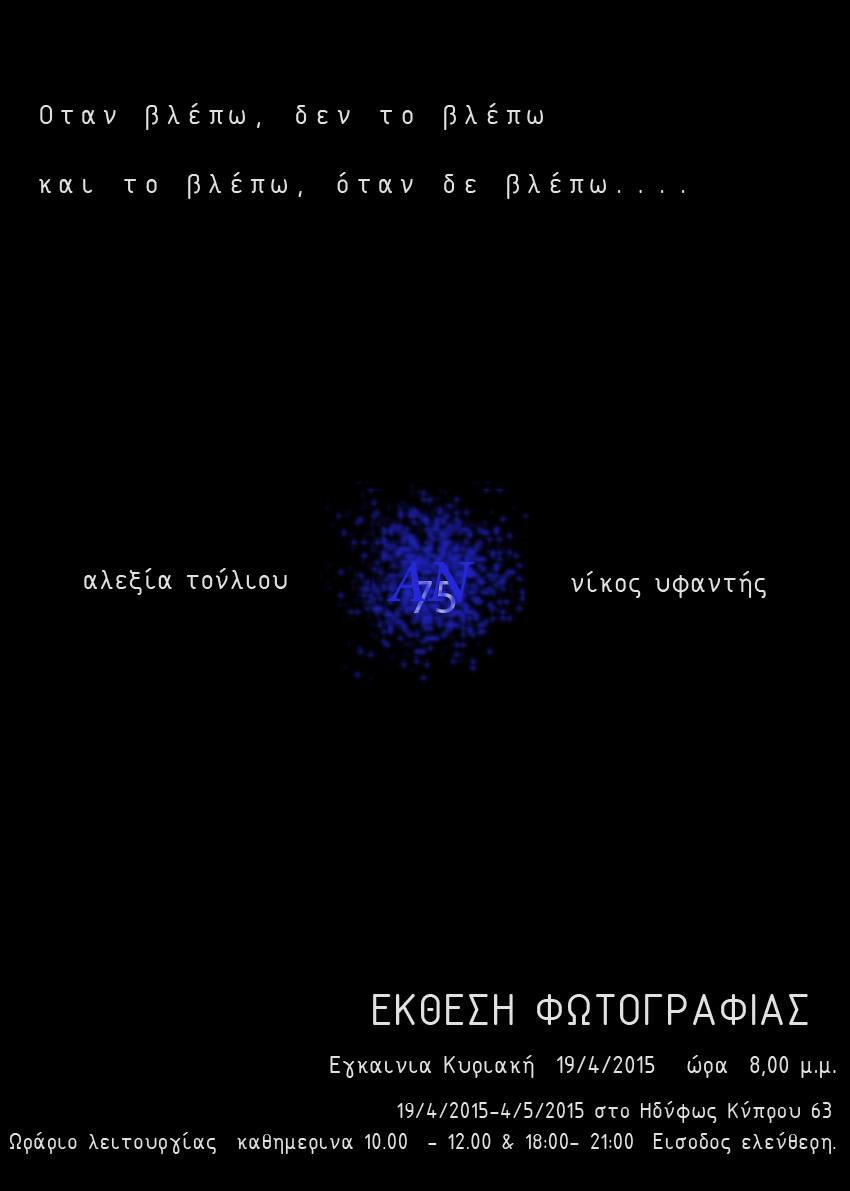 Οταν βλέπω, δεν το βλέπω
και το βλέπω, όταν δε βλέπω....
αλεξία τούλιου
AN
75
νίκος υφαντής
ΕΚΘΕΣΗ ΦΩΤΟΓΡΑΦΙΑΣ
Εγκαινια Κυριακή 19/4/2015 ώρα 8,00 μ.μ.
19/4/2015-4/5/2015 στο Ηδύφως Κύπρου 63
Ωράριο λειτουργίας καθημερινα 10.00 - 12.00 & 18:00- 21:00 Εισοδος ελεύθερη.